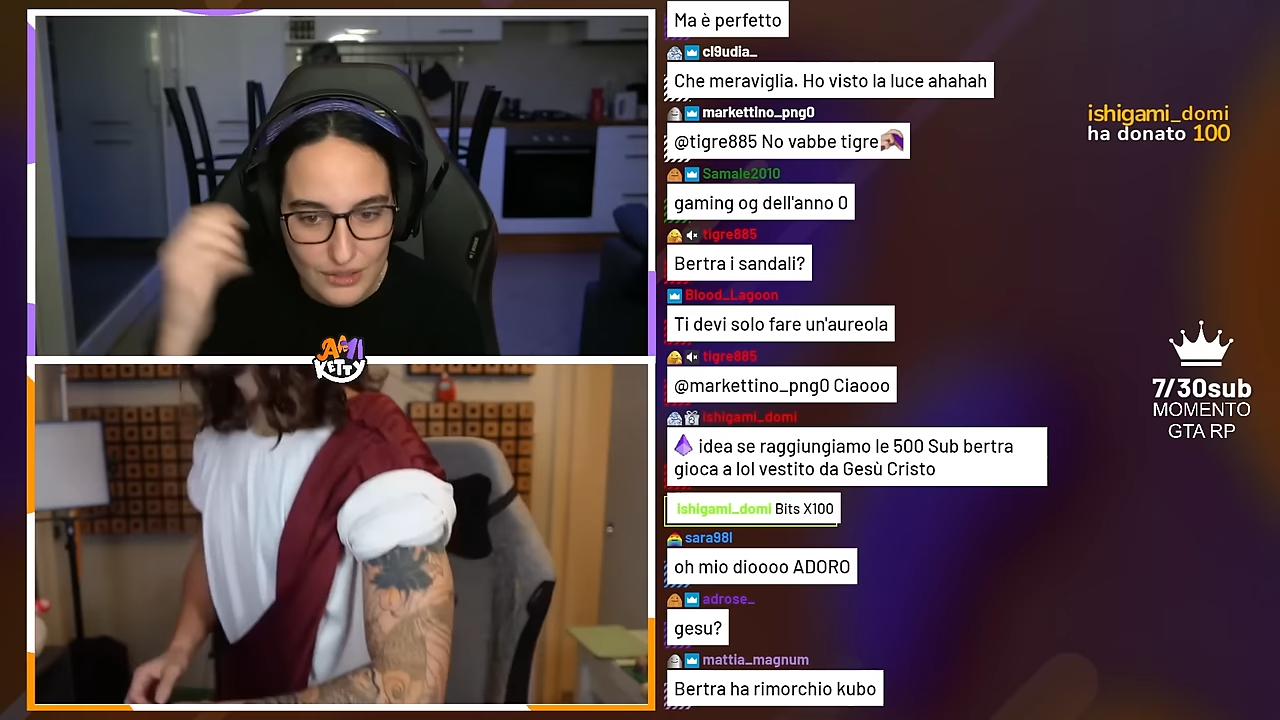 Ma è perfetto
cl9udia_
Che meraviglia. Ho visto la luce ahahah
markettino_png0
@tigre885 No vabbe tigre
Samale2010
gaming og dell'anno 0
tigre885
Bertra i sandali?
Blood_Lagoon
Ti devi solo fare un'aureola
tigre885
@markettino_png0 Ciaooo
ishigami_domi
idea se raggiungiamo le 500 Sub bertra
gioca a lol vestito da Gesù Cristo
ishigami_domi Bits X100
sara98l
oh mio dioooo ADORO
adrose_
gesu?
mattia_magnum
Bertra ha rimorchio kubo
ishigami_domi
ha donato 100
7/30sub
MOMENTO
GTA RP
AMI
KETTY